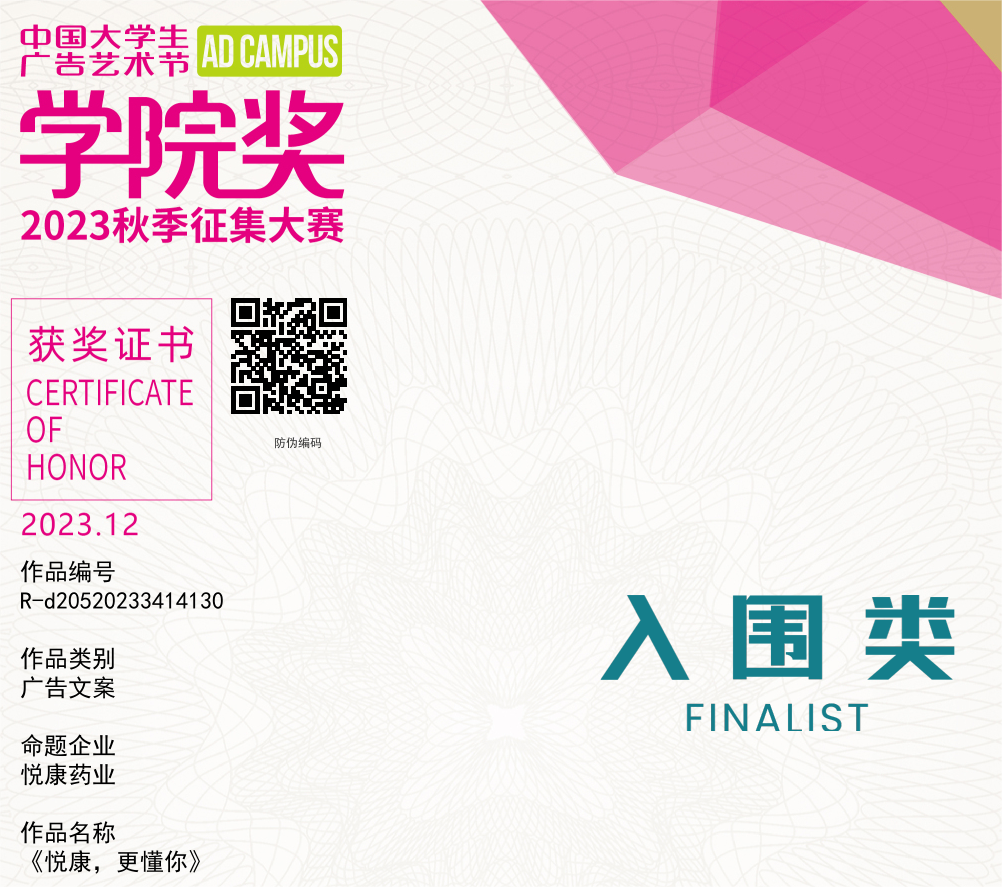 中国大学生
广告艺术节
AD CAMPUS
学院奖
2023秋季征集大赛
获奖证书
CERTIFICATE
OF
HONOR
防伪编码
2023.12
作品编号
R-d20520233414130
作品类别
广告文案
命题企业
悦康药业
作品名称
《悦康，更懂你》
入围类
FINALIST